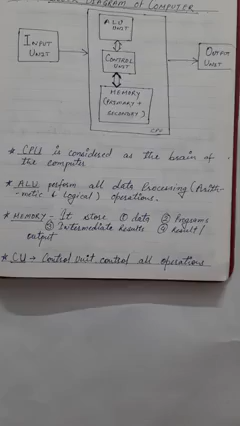 DIAGRAM OF COMPUTER
ALU
UNIT
INPUT
UNIT
CONTROL
UNIT
OUTPUT
UNIT
MEMORY
(PRIMARY +
SECONDARY)
CPU
* CPU is considered as the brain of
the computer
* ALU perform all data Processing (Arith-
-metic & Logical) operations.
* MEMORY - It store ① data ② Programs
③ Intermediate Results ④ Result/
output
* CU → Control unit control all operations